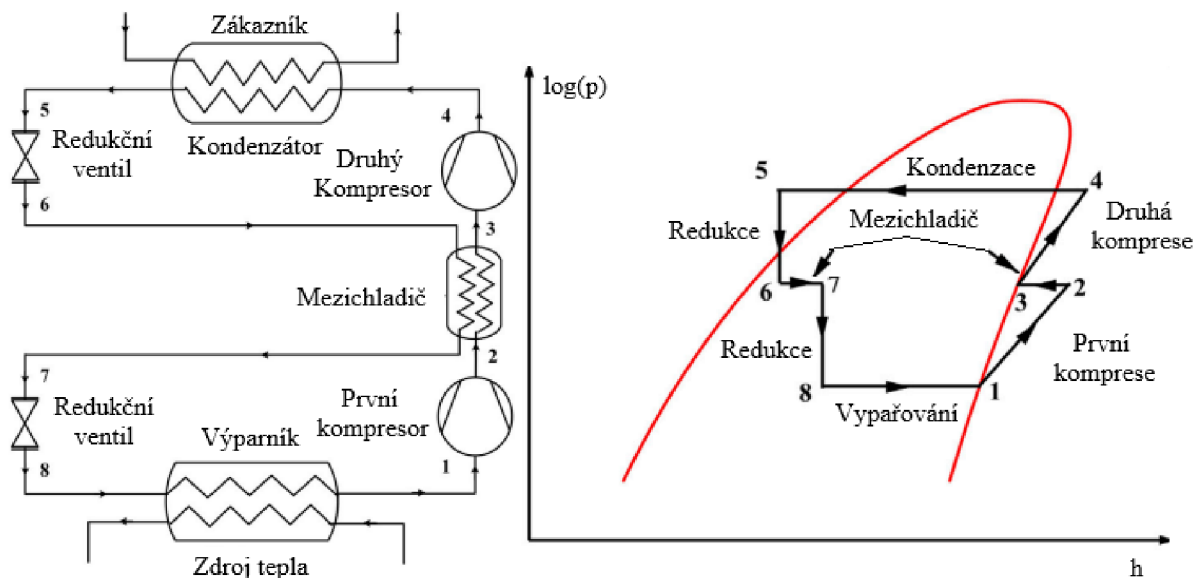 Zákazník
5
4
Redukční
ventil
Kondenzátor
Druhý
Kompresor
6
3
Mezichladič
2
7
Redukční
ventil
První
kompresor
Výparník
8
1
Zdroj tepla
log(p)
5
Kondenzace
4
Redukce
Mezichladič
Druhá
komprese
6
7
3
2
Redukce
První
komprese
8
1
Vypařování
h